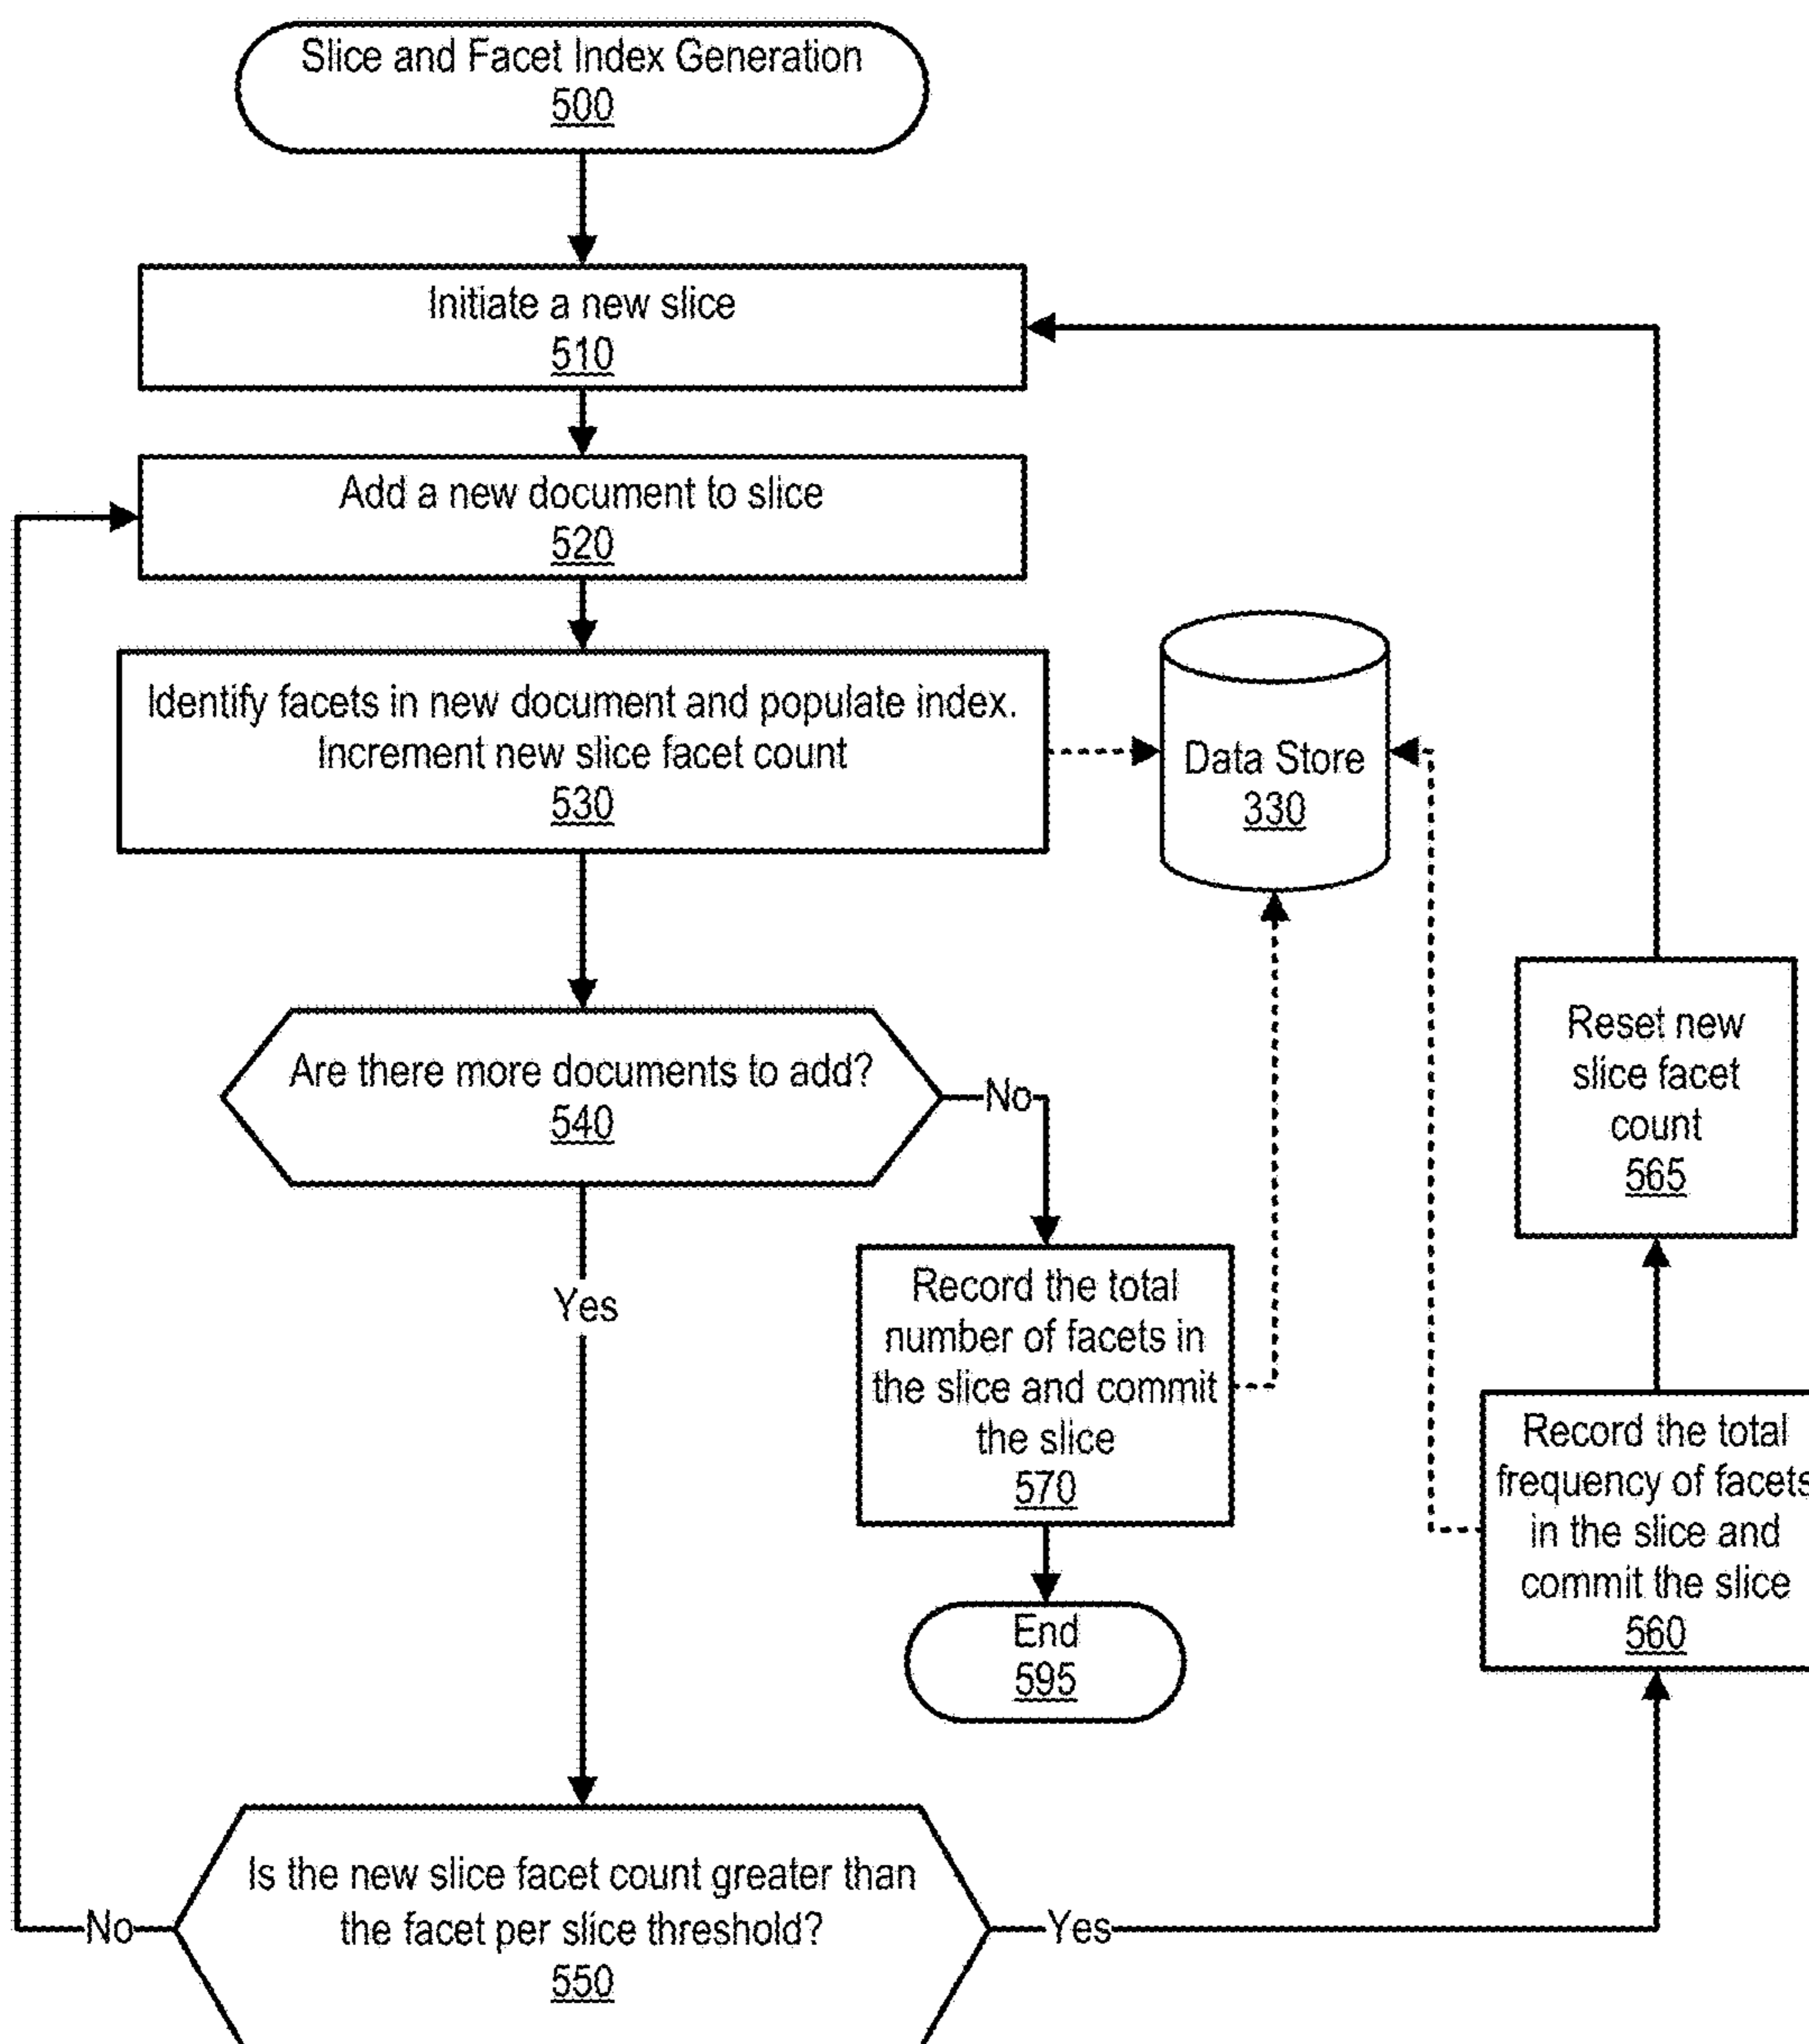 Slice and Facet Index Generation
500
Initiate a new slice
510
Add a new document to slice
520
Identify facets in new document and populate index.
Increment new slice facet count
530
Data Store
330
Are there more documents to add?
540
No
Yes
Reset new
slice facet
count
565
Record the total
number of facets in
the slice and commit
the slice
570
Record the total
frequency of facets
in the slice and
commit the slice
560
End
595
Is the new slice facet count greater than
the facet per slice threshold?
550
No
Yes